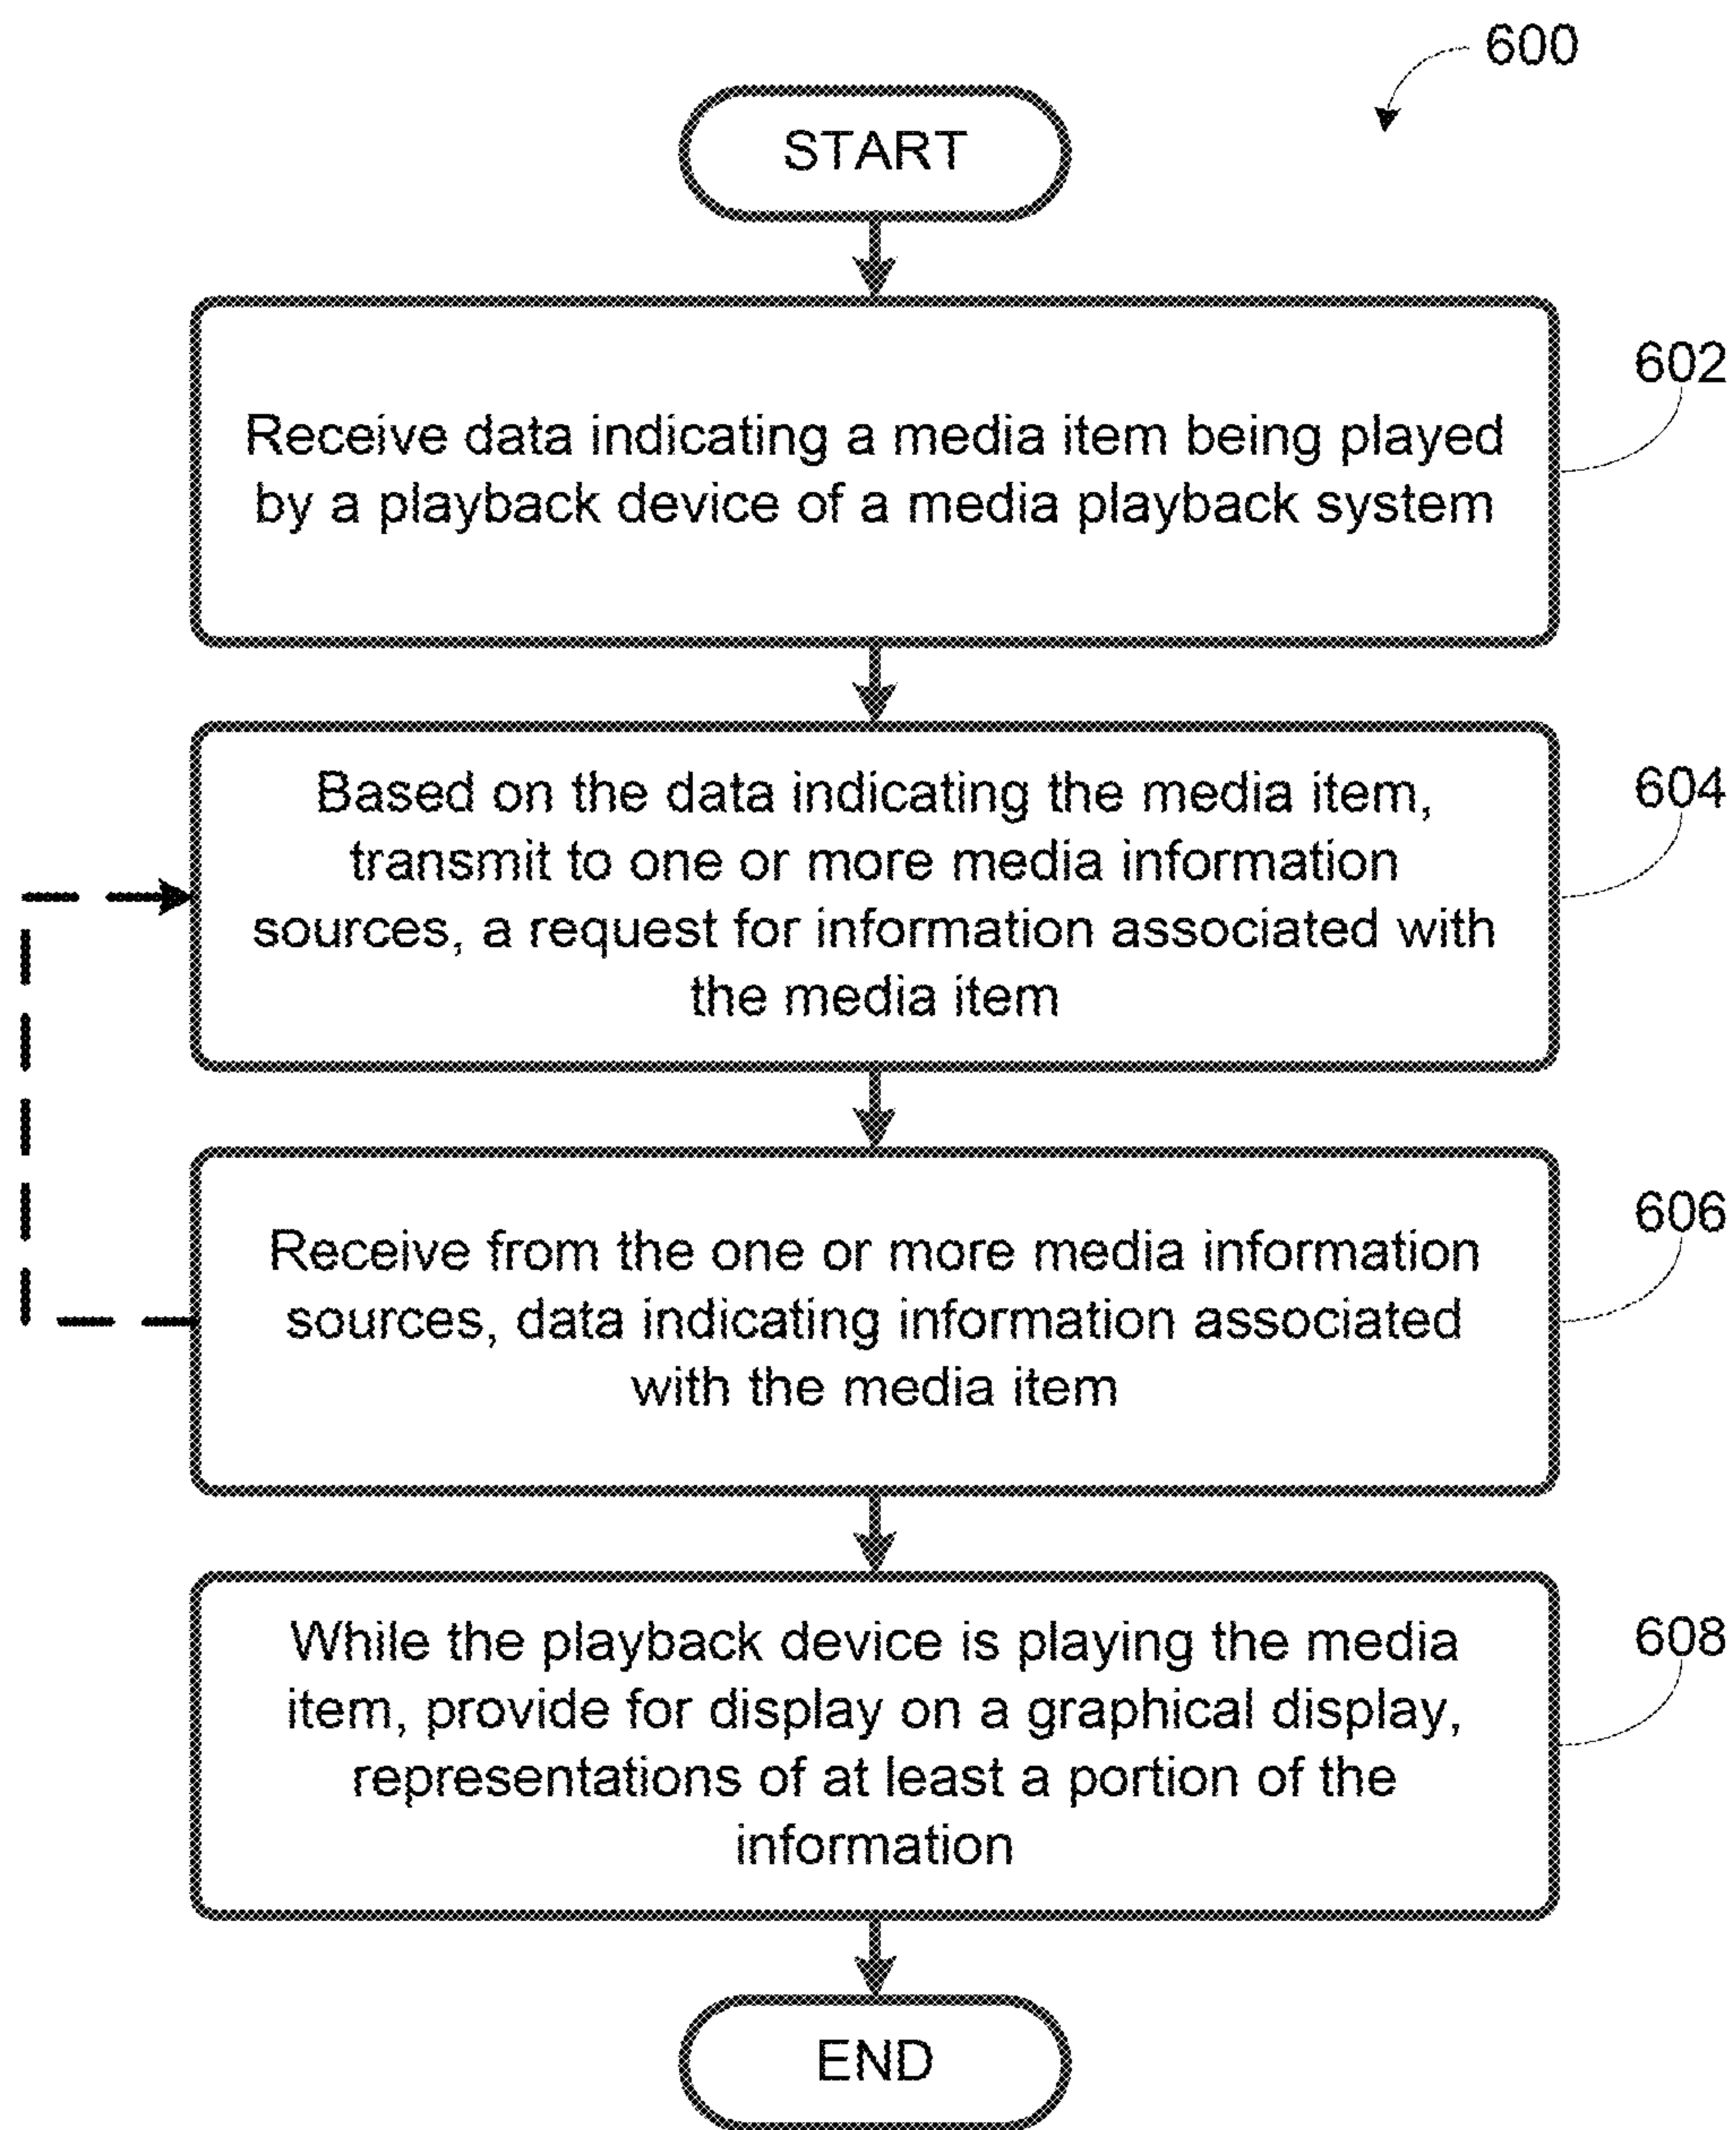 600
START
602
Receive data indicating a media item being played
by a playback device of a media playback system
604
Based on the data indicating the media item,
transmit to one or more media information
sources, a request for information associated with
the media item
606
Receive from the one or more media information
sources, data indicating information associated
with the media item
608
While the playback device is playing the media
item, provide for display on a graphical display,
representations of at least a portion of the
information
END